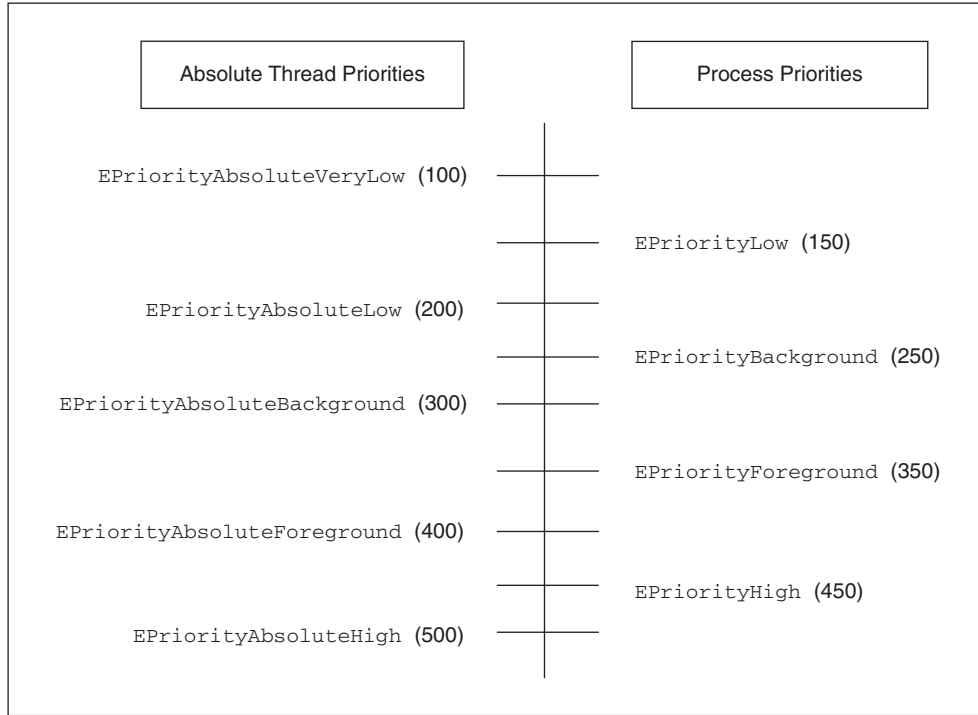 Absolute Thread Priorities
Process Priorities
EPriorityAbsoluteVeryLow (100)
EPriorityLow (150)
EPriorityAbsoluteLow (200)
EPriorityBackground (250)
EPriorityAbsoluteBackground (300)
EPriorityForeground (350)
EPriorityAbsoluteForeground (400)
EPriorityHigh (450)
EPriorityAbsoluteHigh (500)